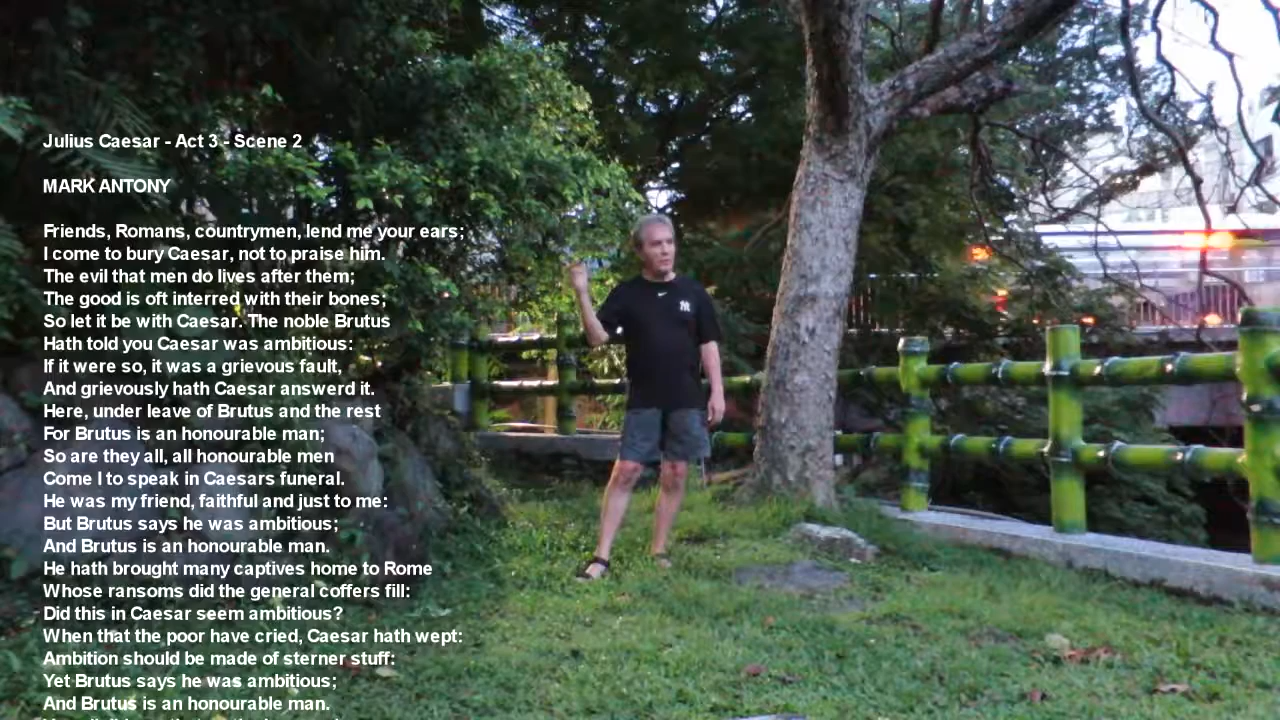 Julius Caesar - Act 3 - Scene 2
MARK ANTONY
Friends, Romans, countrymen, lend me your ears;
I come to bury Caesar, not to praise him.
The evil that men do lives after them;
The good is oft interred with their bones;
So let it be with Caesar. The noble Brutus
Hath told you Caesar was ambitious:
If it were so, it was a grievous fault,
And grievously hath Caesar answerd it.
Here, under leave of Brutus and the rest
For Brutus is an honourable man;
So are they all, all honourable men
Come I to speak in Caesars funeral.
He was my friend, faithful and just to me:
But Brutus says he was ambitious;
And Brutus is an honourable man.
He hath brought many captives home to Rome
Whose ransoms did the general coffers fill:
Did this in Caesar seem ambitious?
When that the poor have cried, Caesar hath wept:
Ambition should be made of sterner stuff:
Yet Brutus says he was ambitious;
And Brutus is an honourable man.
NY